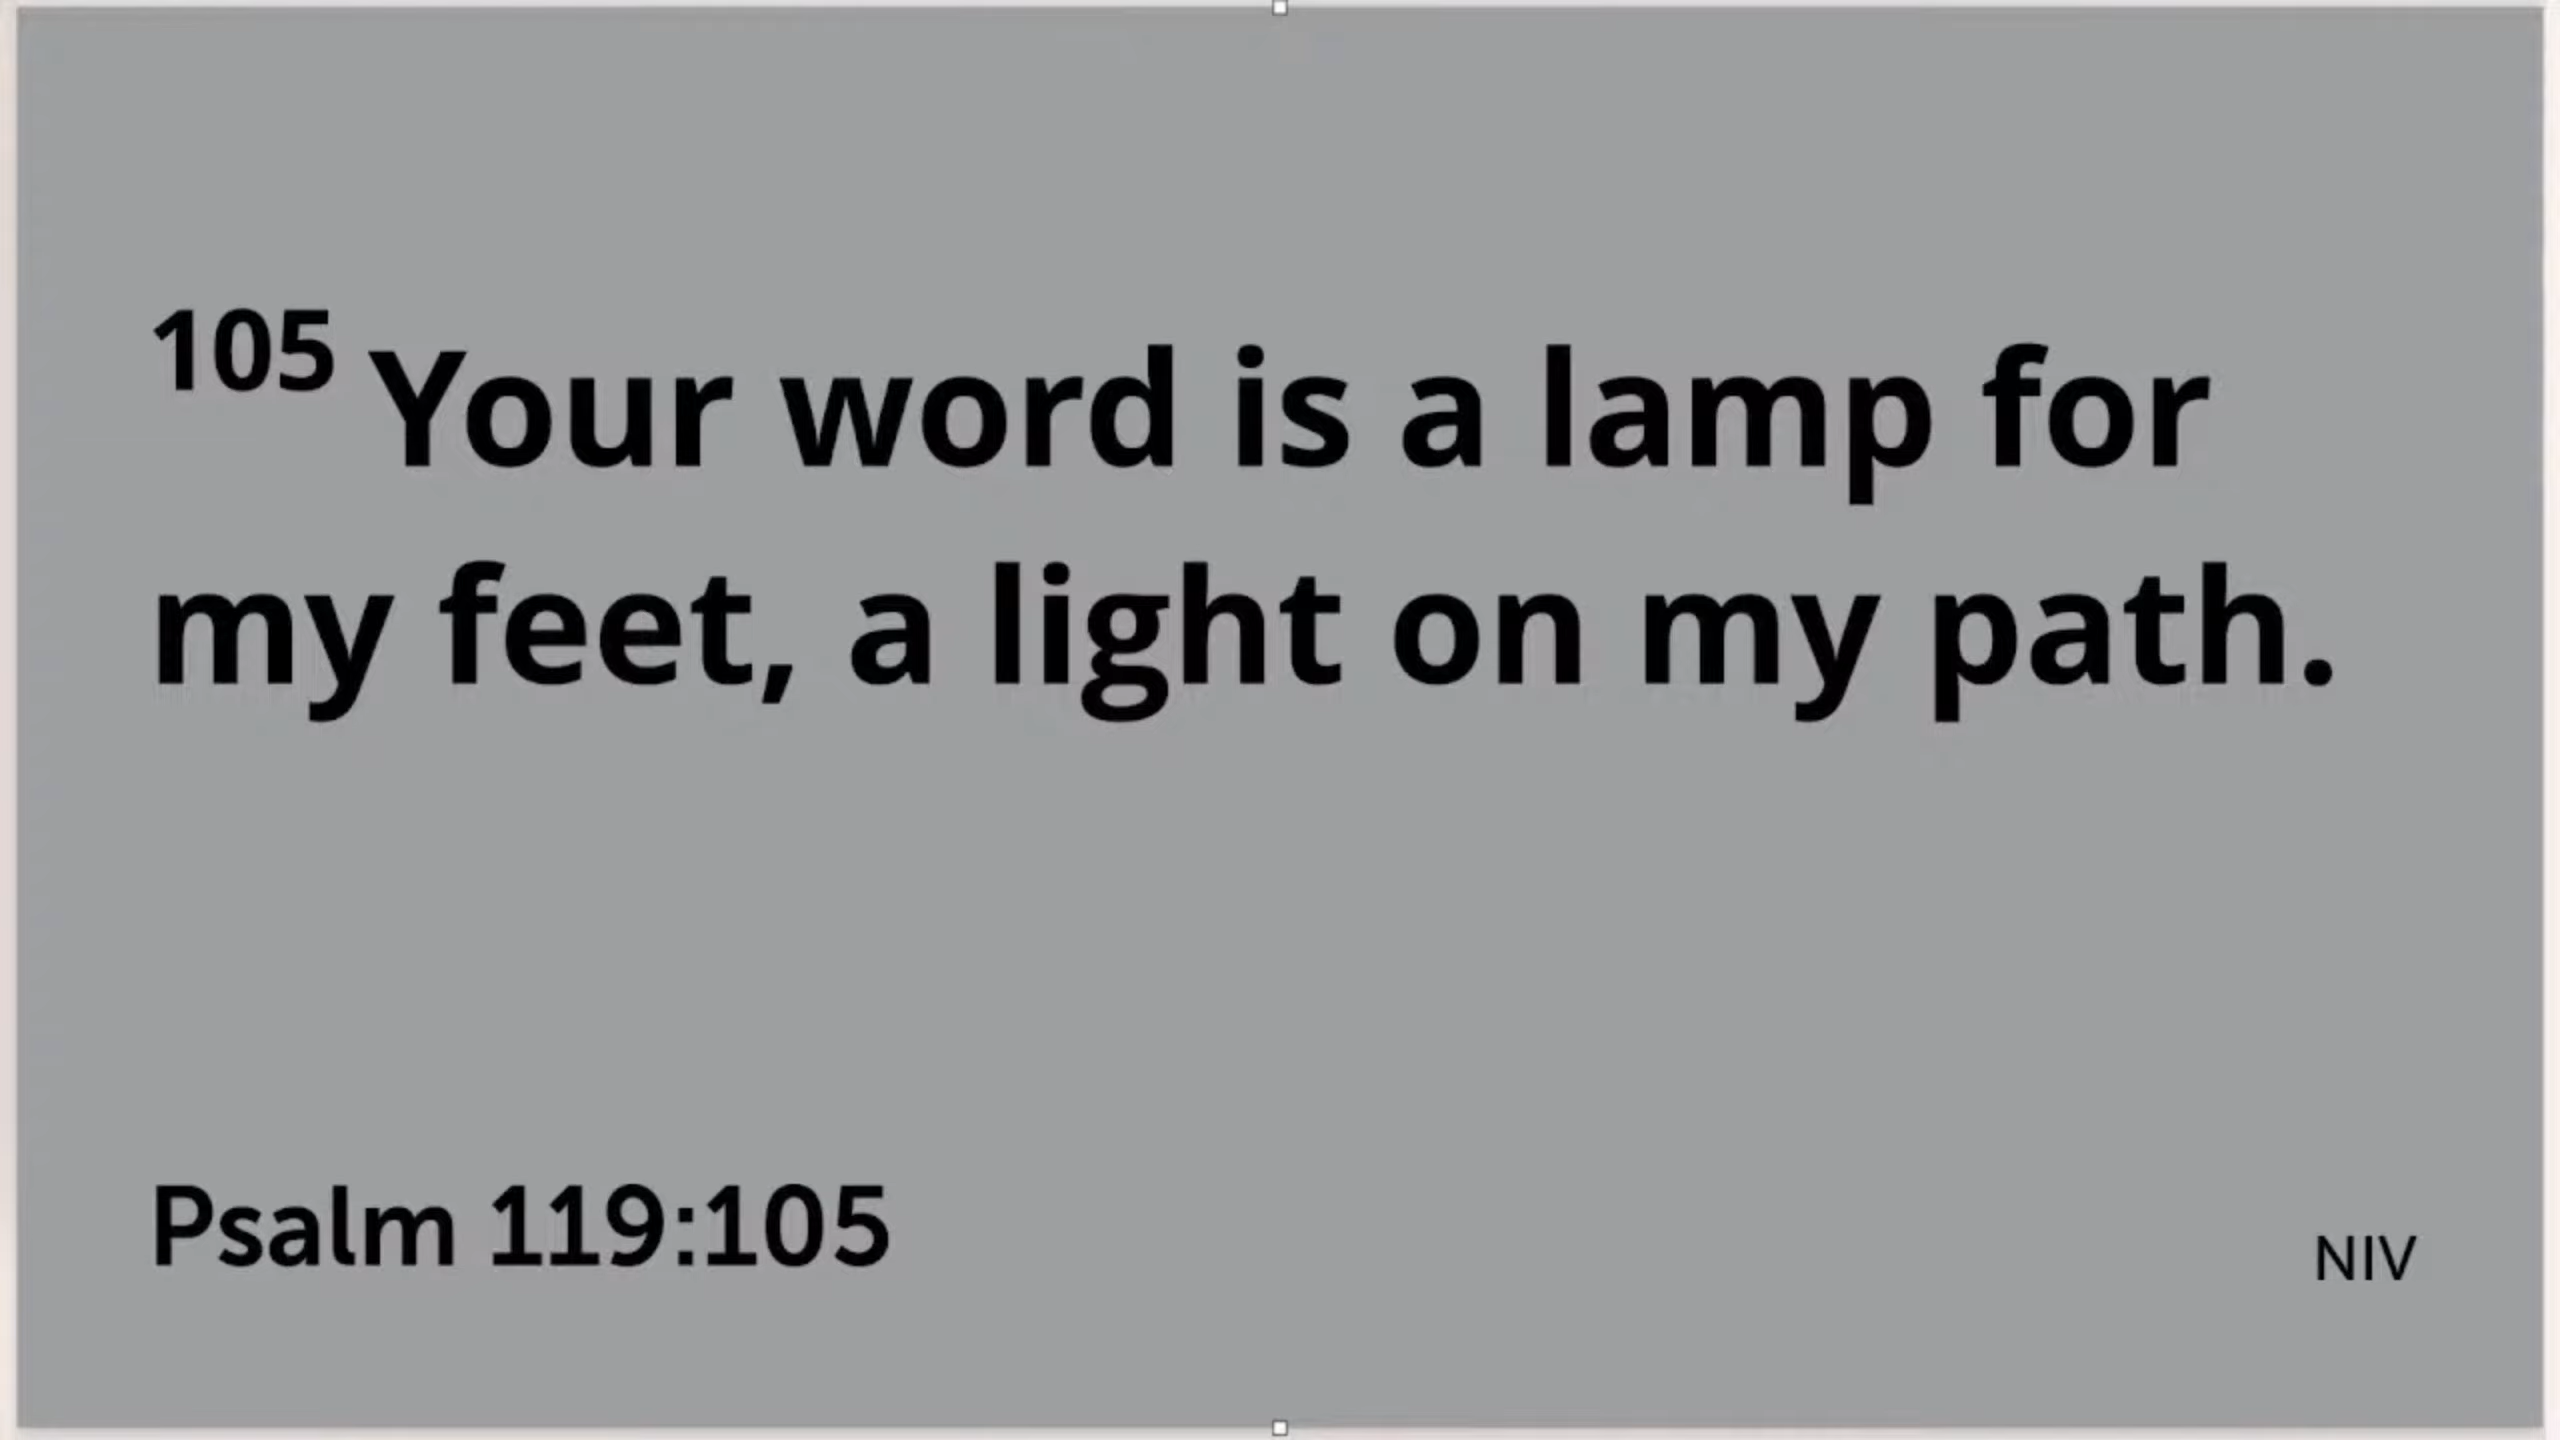 105 Your word is a lamp for
my feet, a light on my path.
Psalm 119:105
NIV